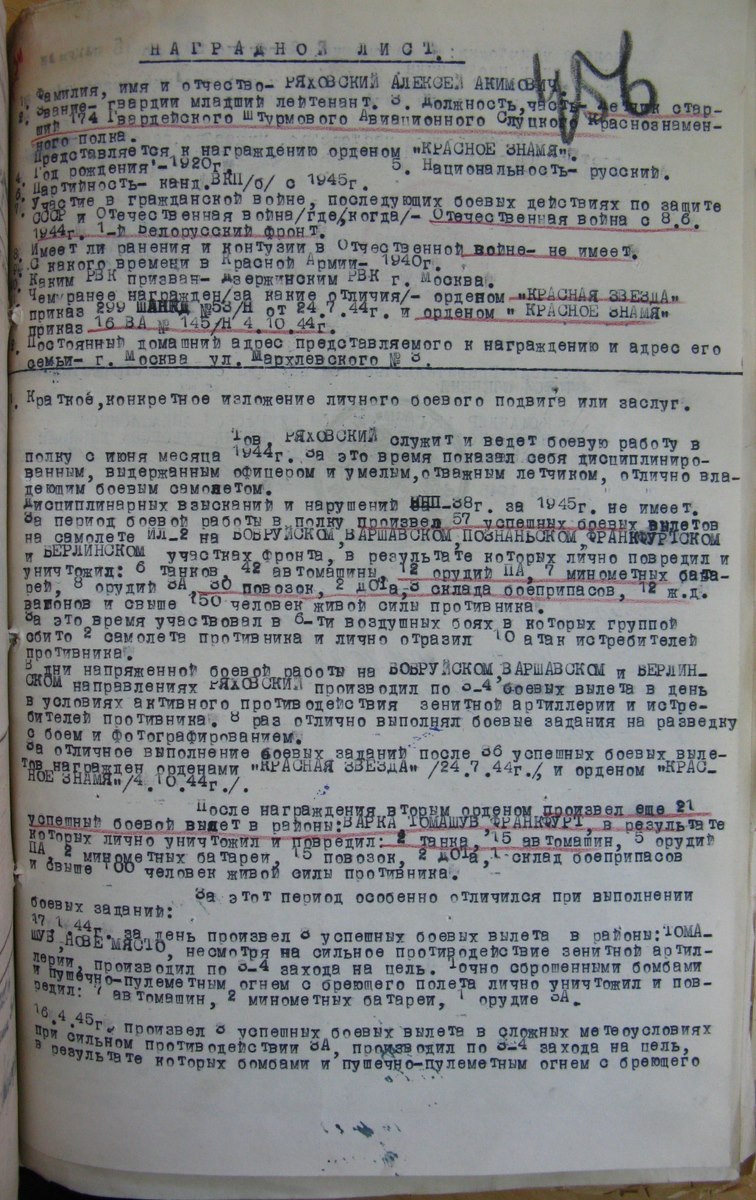 НАГРАДНОЙ ЛИСТ.
456
1. Фамилия, имя и отчество- РЯХОВСКИЙ АЛЕКСЕЙ АКИМОВИЧ.
2. Звание- Гвардии младший лейтенант. 3. Должность,часть- летчик стар-
ший 174 Гвардейского Штурмового Авиационного Слуцкого Краснознамен-
ного полка.
Представляется к награждению орденом "КРАСНОЕ ЗНАМЯ".
4. Год рождения -1920г. 5. Национальность- русский.
6. Партийность- канд.ВКП/б/ с 1945г.
7. Участие в гражданской войне, последующих боевых действиях по защите
СССР и Отечественная война/где,когда/- Отечественная война с 8.6.
1944г. 1-й Белорусский фронт.
8. Имеет ли ранения и контузии в Отечественной войне- не имеет.
9. С какого времени в Красной Армии- 1940г.
10. Каким РВК призван- Дзержинским РВК г. Москва.
Чем ранее награжден/за какие отличия/- орденом "КРАСНАЯ ЗВЕЗДА"
приказ 299 ШАНКД №53/Н от 24.7.44г. и орденом " КРАСНОЕ ЗНАМЯ"
приказ 16 ВА № 145/Н 4.10.44г.
Постоянный домашний адрес представляемого к награждению и адрес его
семьи- г. Москва ул. Мархлевского № 3.
1. Краткое,конкретное изложение личного боевого подвига или заслуг.
Тов. РЯХОВСКИЙ служит и ведет боевую работу в
полку с июня месяца 1944г. За это время показал себя дисциплиниро-
ванным, выдержанным офицером и умелым,отважным летчиком, отлично вла-
деющим боевым самолетом.
Дисциплинарных взысканий и нарушений НПП-38г. за 1945г. не имеет.
За период боевой работы в полку произвел 57 успешных боевых вылетов
на самолете ИЛ-2 на БОБРУЙСКОМ,ВАРШАВСКОМ,ПОЗНАНЬСКОМ,ФРАНКФУРТСКОМ
и БЕРЛИНСКОМ участках фронта, в результате которых лично повредил и
уничтожил: 6 танков, 42 автомашины, 12 орудий ПА, 7 минометных бата-
рей, 8 орудий ЗА, 30 повозок, 2 ДОТа,3 склада боеприпасов, 12 ж.д.
вагонов и свыше 150 человек живой силы противника.
За это время участвовал в 6-ти воздушных боях в которых группой
сбито 2 самолета противника и лично отразил 10 атак истребителей
противника.
В дни напряженной боевой работы на БОБРУЙСКОМ,ВАРШАВСКОМ и БЕРЛИН-
СКОМ направлениях РЯХОВСКИЙ производил по 3-4 боевых вылета в день
в условиях активного противодействия зенитной артиллерии и истре-
бителей противника. 8 раз отлично выполнял боевые задания на разведку
с боем и фотографированием.
За отличное выполнение боевых заданий после 36 успешных боевых выле-
тов награжден орденами "КРАСНАЯ ЗВЕЗДА" /24.7.44г./ и орденом "КРАС-
НОЕ ЗНАМЯ"/4.10.44г./.
После награждения вторым орденом произвел еще 21
успешный боевой вылет в районы:ВАРКА ТОМАШУВ,ФРАНКФУРТ, в результате
которых лично уничтожил и повредил: 2 танка, 15 автомашин, 5 орудий
ПА, 2 минометных батареи, 15 повозок, 2 ДОТа, 1 склад боеприпасов
и свыше 100 человек живой силы противника.
За этот период особенно отличился при выполнении
боевых заданий:
17.1.44г. за день произвел 3 успешных боевых вылета в районы:ТОМА-
ШУВ,НОВЕ МЯСТО, несмотря на сильное противодействие зенитной артил-
лерии, производил по 3-4 захода на цель. Точно сброшенными бомбами
и пушечно-пулеметным огнем с бреющего полета лично уничтожил и пов-
редил: 7 автомашин, 2 минометных батареи, 1 орудие ЗА.
16.4.45г. произвел 3 успешных боевых вылета в сложных метеоусловиях
при сильном противодействии ЗА, производил по 3-4 захода на цель,
в результате которых бомбами и пушечно-пулеметным огнем с бреющего